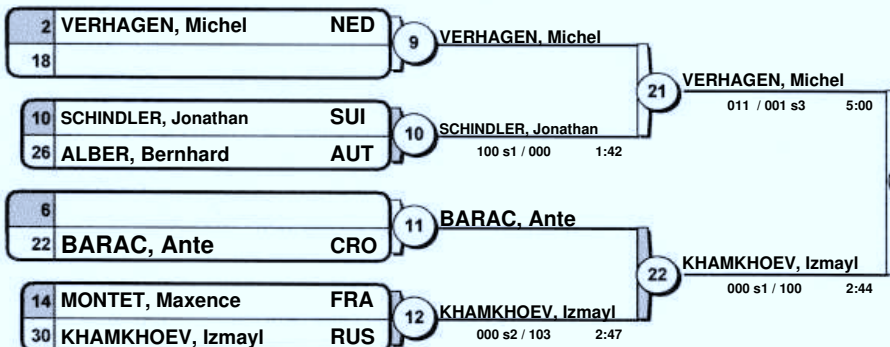 2 VERHAGEN, Michel NED
18
9 VERHAGEN, Michel
10 SCHINDLER, Jonathan SUI
26 ALBER, Bernhard AUT
10 SCHINDLER, Jonathan
100 s1 / 000 1:42
21 VERHAGEN, Michel
011 / 001 s3 5:00
6
22 BARAC, Ante CRO
11 BARAC, Ante
14 MONTET, Maxence FRA
30 KHAMKHOEV, Izmayl RUS
12 KHAMKHOEV, Izmayl
000 s2 / 103 2:47
22 KHAMKHOEV, Izmayl
000 s1 / 100 2:44